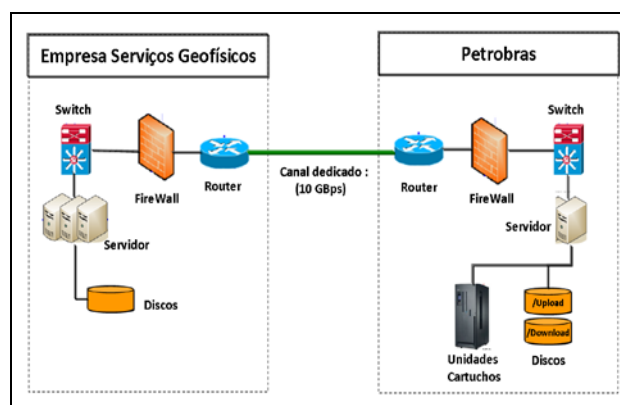 Empresa Serviços Geofísicos
Switch
FireWall
Router
Servidor
Discos
Canal dedicado :
(10 GBps)
Petrobras
Switch
Router
FireWall
Servidor
/Upload
/Download
Unidades
Cartuchos
Discos